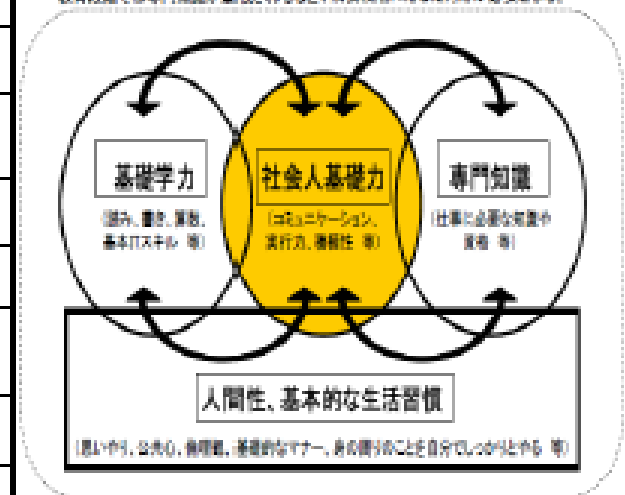 基礎学力
社会人基礎力
専門知識
(読み、書き、算数、
基本ITスキル 等)
(コミュニケーション、
実行力、積極性 等)
(仕事に必要な知識や
資格 等)
人間性、基本的な生活習慣
(思いやり、公共心、倫理観、基礎的なマナー、身の周りのことを自分でしっかりとやる 等)